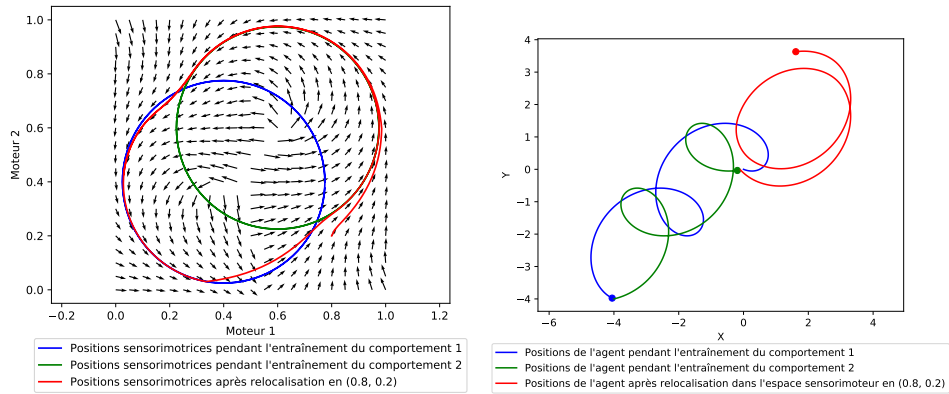 1.0
0.8
0.6
0.4
0.2
0.0
Moteur 2
−0.2 0.0 0.2 0.4 0.6 0.8 1.0 1.2
Moteur 1
Positions sensorimotrices pendant l'entraînement du comportement 1
Positions sensorimotrices pendant l'entraînement du comportement 2
Positions sensorimotrices après relocalisation en (0.8, 0.2)
4
3
2
1
0
−1
−2
−3
−4
Y
−6 −4 −2 0 2 4
X
Positions de l'agent pendant l'entraînement du comportement 1
Positions de l'agent pendant l'entraînement du comportement 2
Positions de l'agent après relocalisation dans l'espace sensorimoteur en (0.8, 0.2)